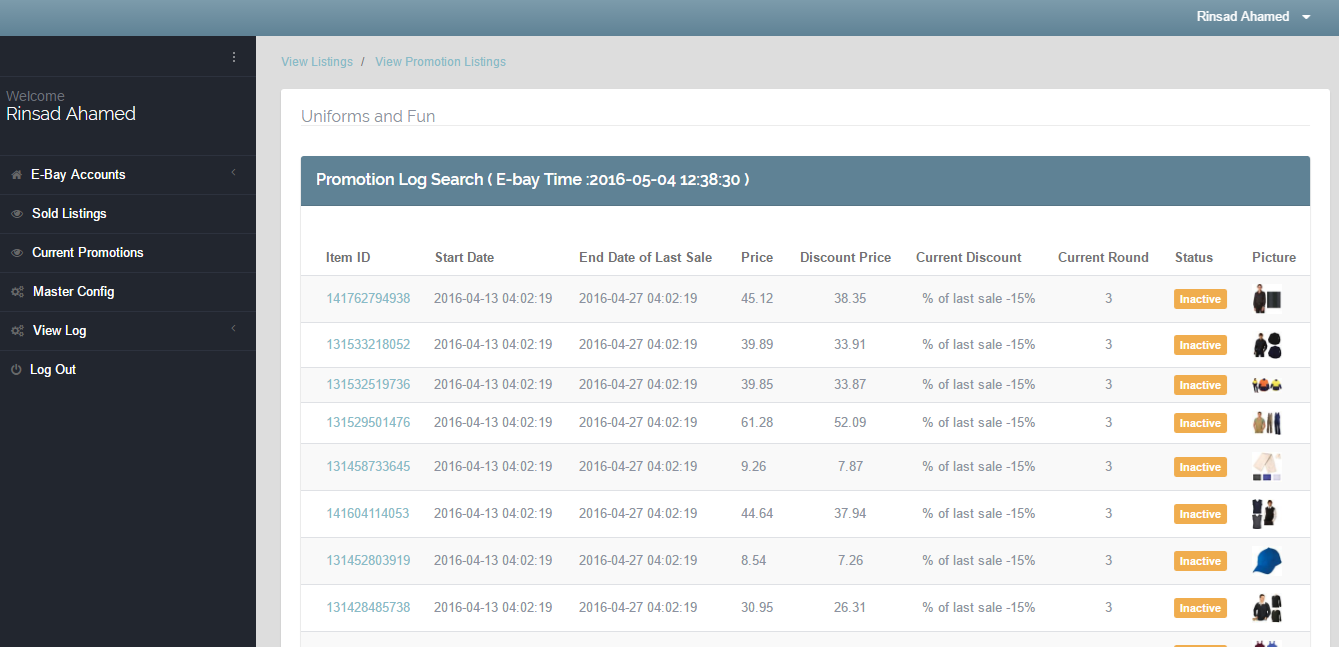 Rinsad Ahamed
Welcome
Rinsad Ahamed
E-Bay Accounts
Sold Listings
Current Promotions
Master Config
View Log
Log Out
View Listings / View Promotion Listings
Uniforms and Fun
Promotion Log Search ( E-bay Time :2016-05-04 12:38:30 )
Item ID Start Date End Date of Last Sale Price Discount Price Current Discount Current Round Status Picture
141762794938 2016-04-13 04:02:19 2016-04-27 04:02:19 45.12 38.35 % of last sale -15% 3 Inactive
131533218052 2016-04-13 04:02:19 2016-04-27 04:02:19 39.89 33.91 % of last sale -15% 3 Inactive
131532519736 2016-04-13 04:02:19 2016-04-27 04:02:19 39.85 33.87 % of last sale -15% 3 Inactive
131529501476 2016-04-13 04:02:19 2016-04-27 04:02:19 61.28 52.09 % of last sale -15% 3 Inactive
131458733645 2016-04-13 04:02:19 2016-04-27 04:02:19 9.26 7.87 % of last sale -15% 3 Inactive
141604114053 2016-04-13 04:02:19 2016-04-27 04:02:19 44.64 37.94 % of last sale -15% 3 Inactive
131452803919 2016-04-13 04:02:19 2016-04-27 04:02:19 8.54 7.26 % of last sale -15% 3 Inactive
131428485738 2016-04-13 04:02:19 2016-04-27 04:02:19 30.95 26.31 % of last sale -15% 3 Inactive